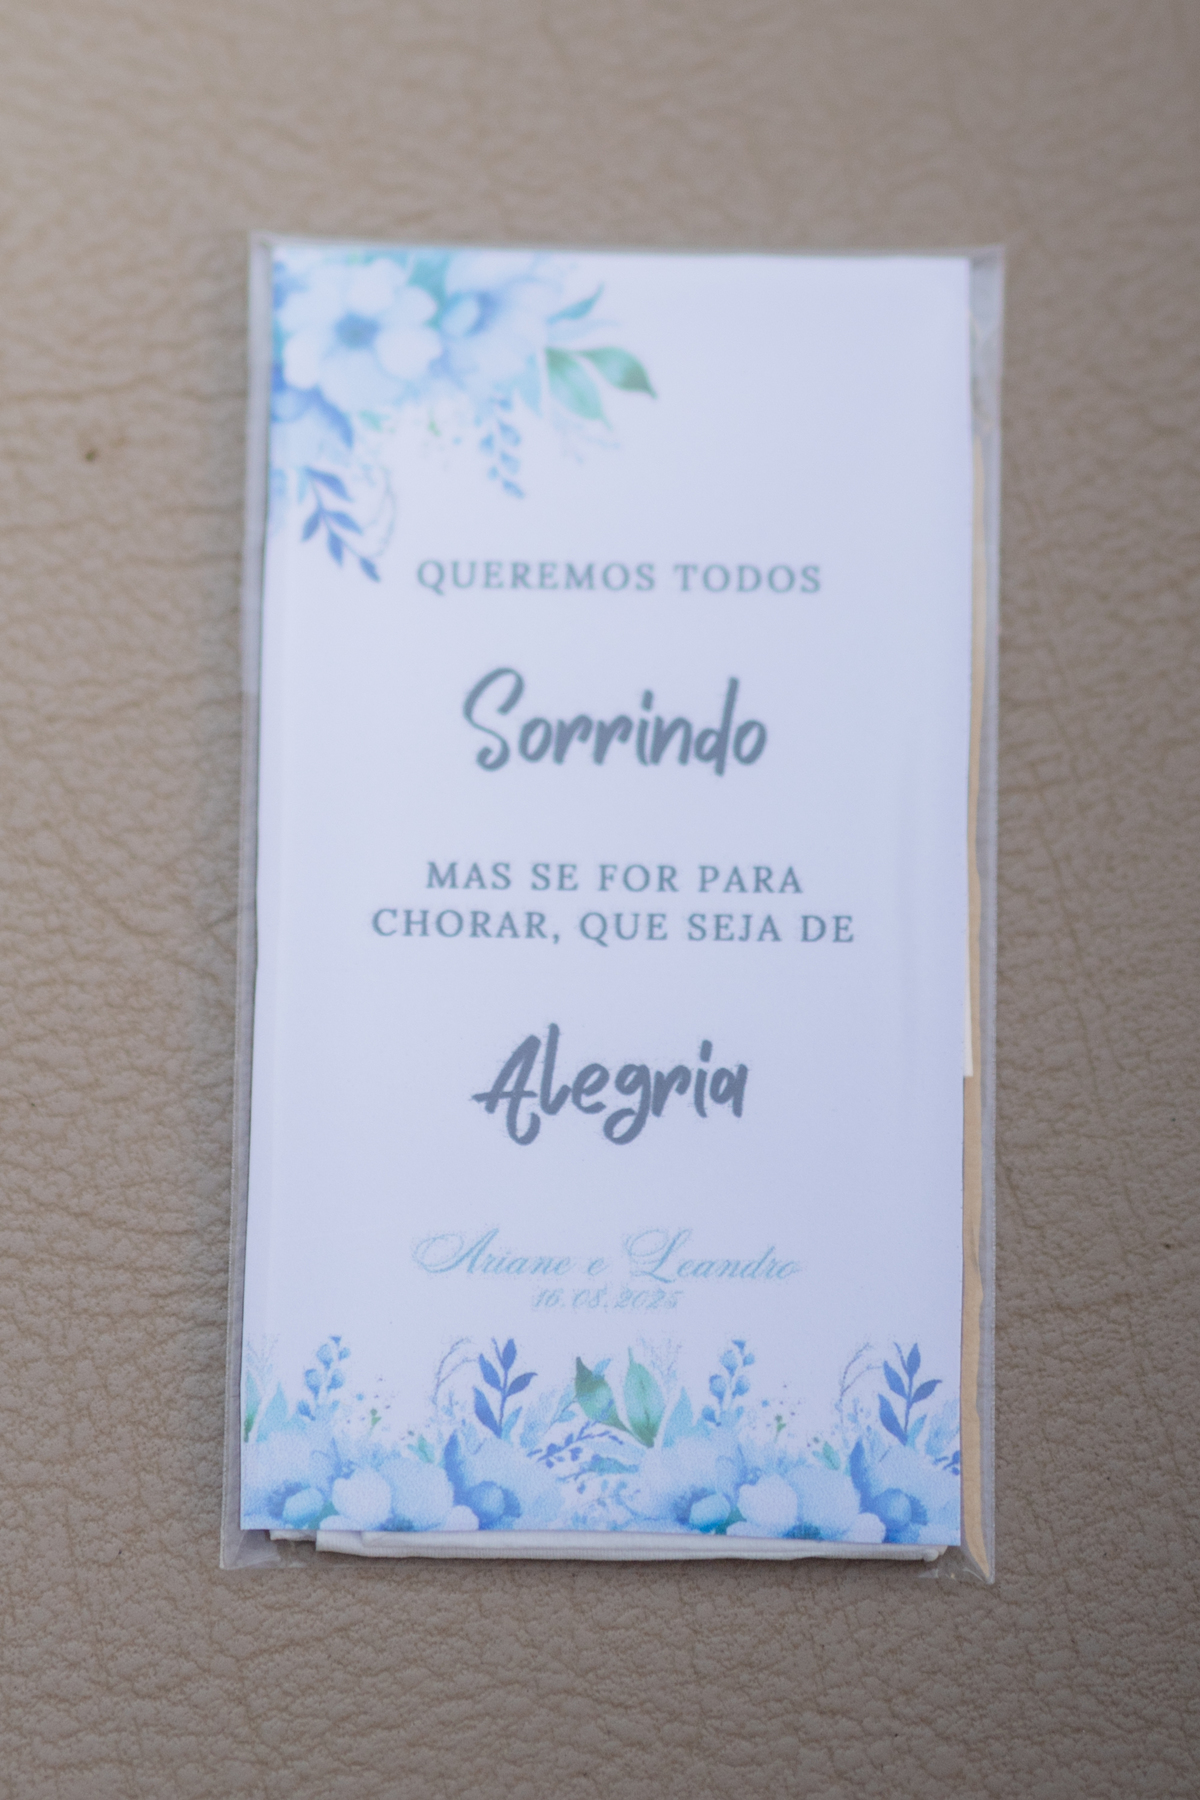 QUEREMOS TODOS
Sorrindo
MAS SE FOR PARA
CHORAR, QUE SEJA DE
Alegria
Ariane e Leandro
16.08.2025